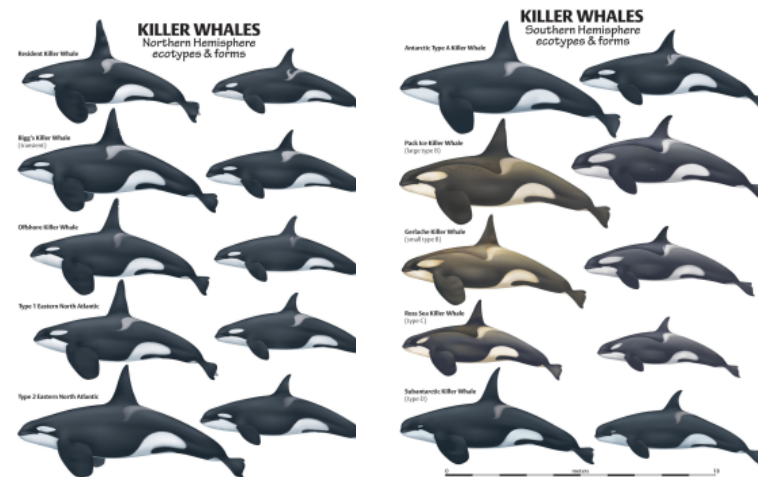 KILLER WHALES
Northern Hemisphere
ecotypes & forms
Resident Killer Whale
Bigg's Killer Whale
(transient)
Offshore Killer Whale
Type 1 Eastern North Atlantic
Type 2 Eastern North Atlantic
KILLER WHALES
Southern Hemisphere
ecotypes & forms
Antarctic Type A Killer Whale
Pack Ice Killer Whale
(large type B)
Gerlache Killer Whale
(small type B)
Ross Sea Killer Whale
(type C)
Subantarctic Killer Whale
(type D)
0 meters 10